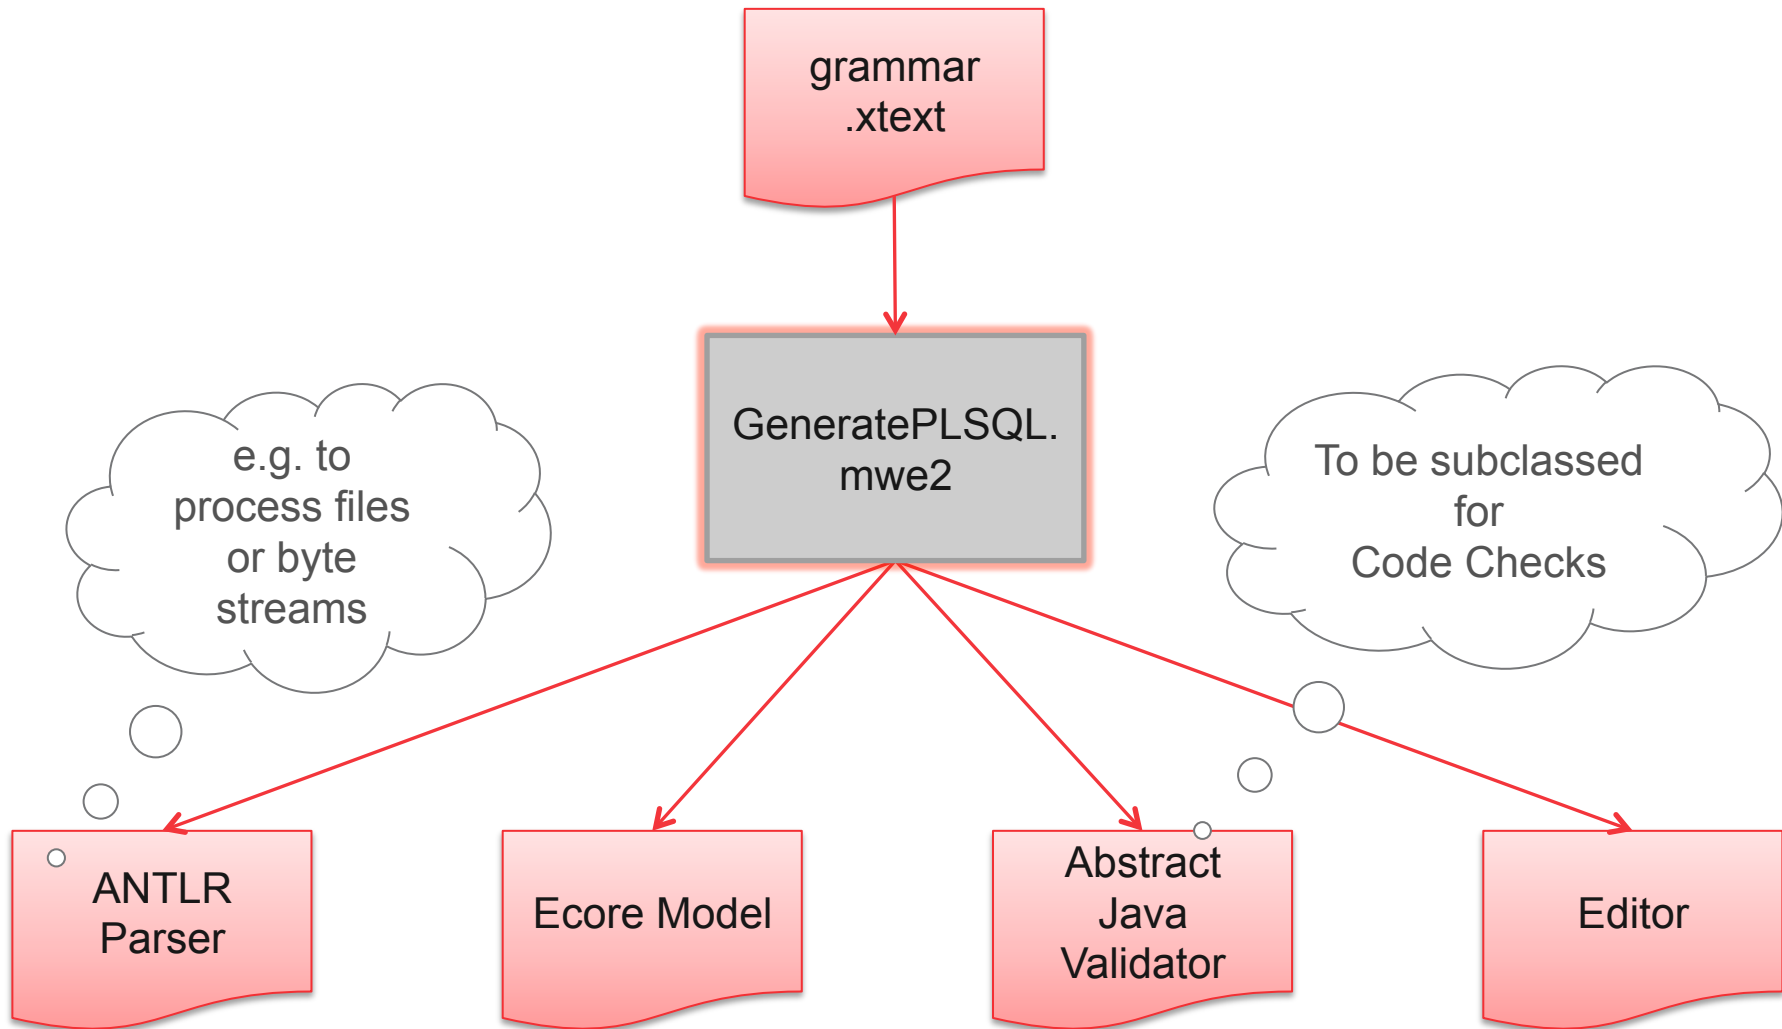 grammar
.xtext
GeneratePLSQL.
mwe2
e.g. to
process files
or byte
streams
To be subclassed
for
Code Checks
ANTLR
Parser
Ecore Model
Abstract
Java
Validator
Editor